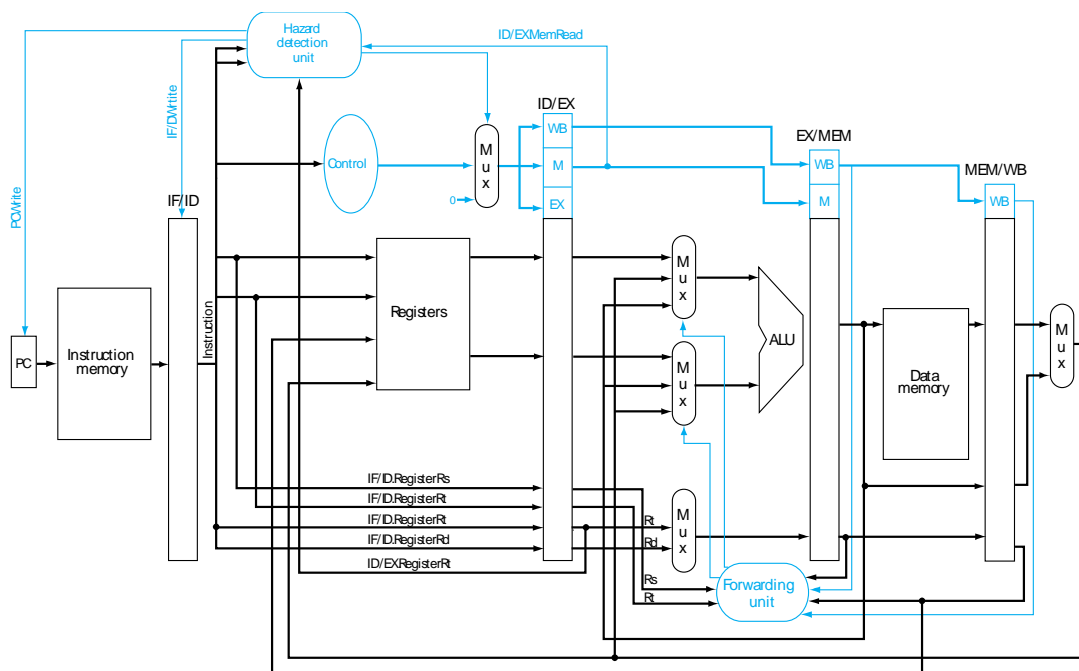 Hazard
detection
unit
ID/EXMemRead
IF/DWrtite
PCWrite
ID/EX
WB
M
EX
Control
M
u
x
0
EX/MEM
WB
M
MEM/WB
WB
IF/ID
PC
Instruction
memory
Instruction
Registers
M
u
x
M
u
x
ALU
Data
memory
M
u
x
IF/ID.RegisterRs
IF/ID.RegisterRt
IF/ID.RegisterRt
IF/ID.RegisterRd
ID/EXRegisterRt
Rt
Rd
M
u
x
Rs
Rt
Forwarding
unit